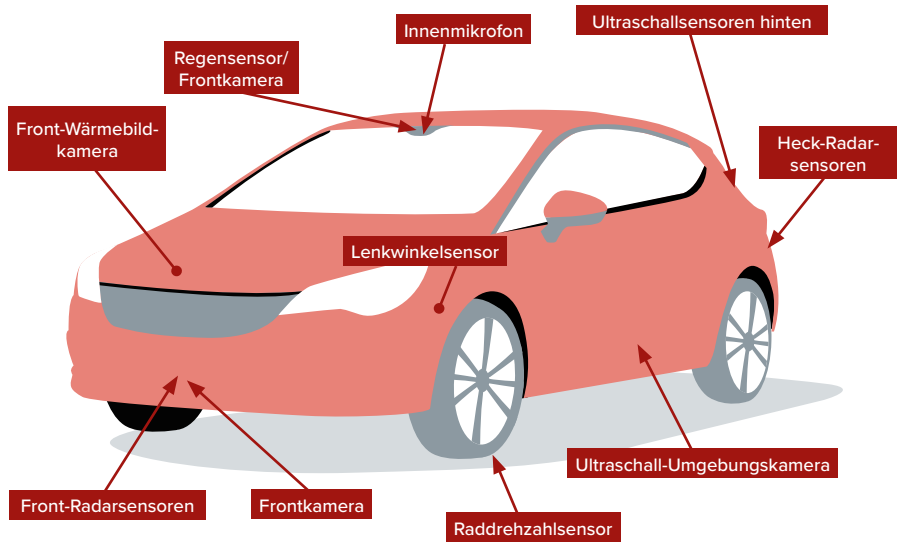 Innenmikrofon
Ultraschallsensoren hinten
Regensensor/
Frontkamera
Front-Wärmebild-
kamera
Heck-Radar-
sensoren
Lenkwinkelsensor
Ultraschall-Umgebungskamera
Front-Radarsensoren
Frontkamera
Raddrehzahlsensor